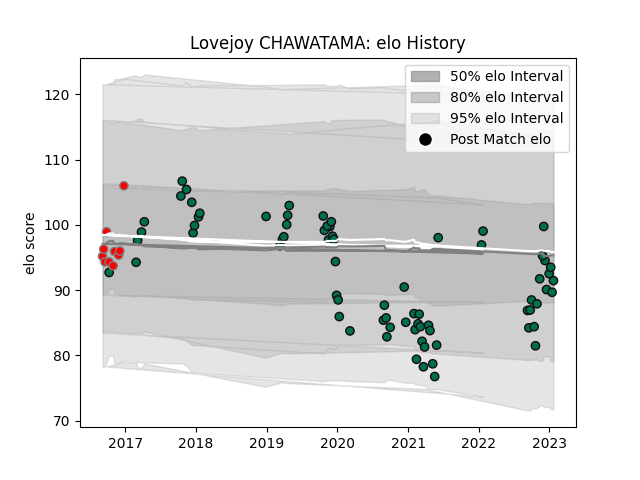 Lovejoy CHAWATAMA: elo History
50% elo Interval
80% elo Interval
95% elo Interval
Post Match elo
elo score
120
110
100
90
80
70
2017
2018
2019
2020
2021
2022
2023